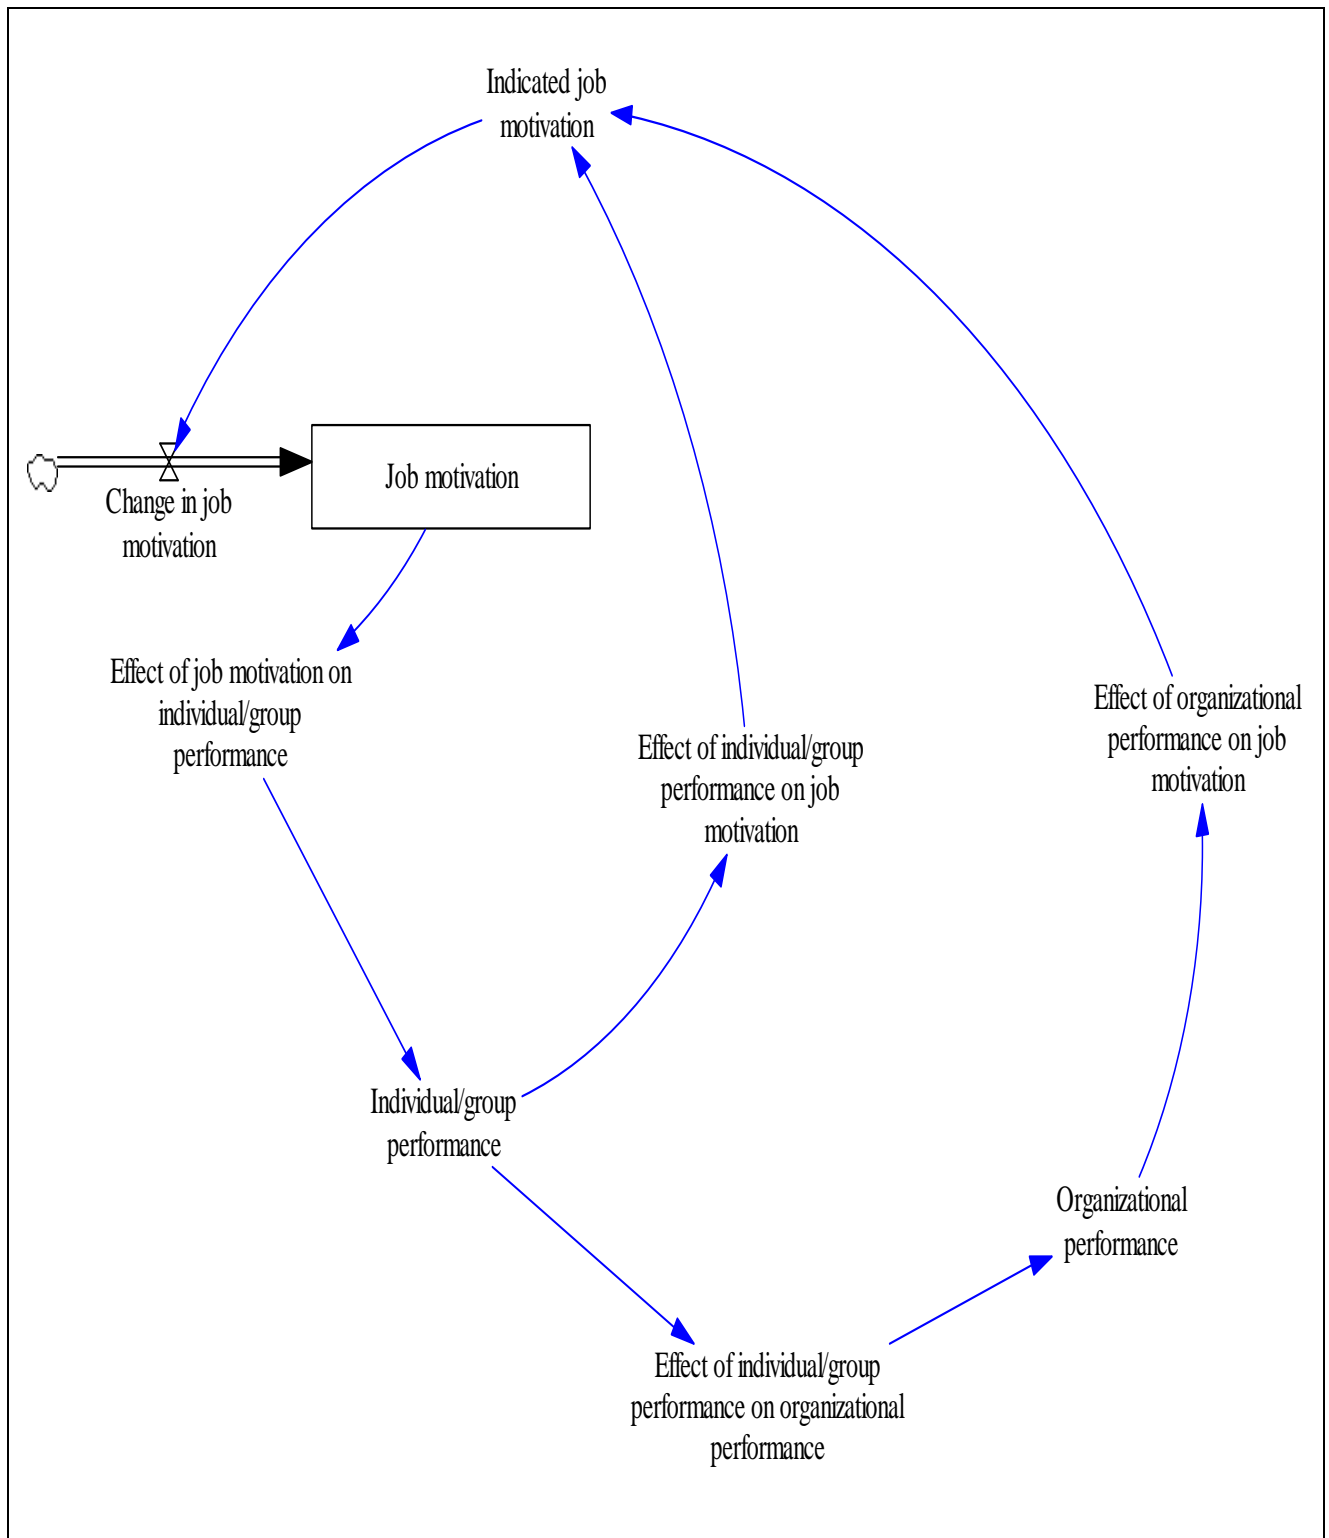 Indicated job
motivation
Job motivation
Change in job
motivation
Effect of job motivation on
individual/group
performance
Effect of individual/group
performance on job
motivation
Effect of organizational
performance on job
motivation
Individual/group
performance
Organizational
performance
Effect of individual/group
performance on organizational
performance